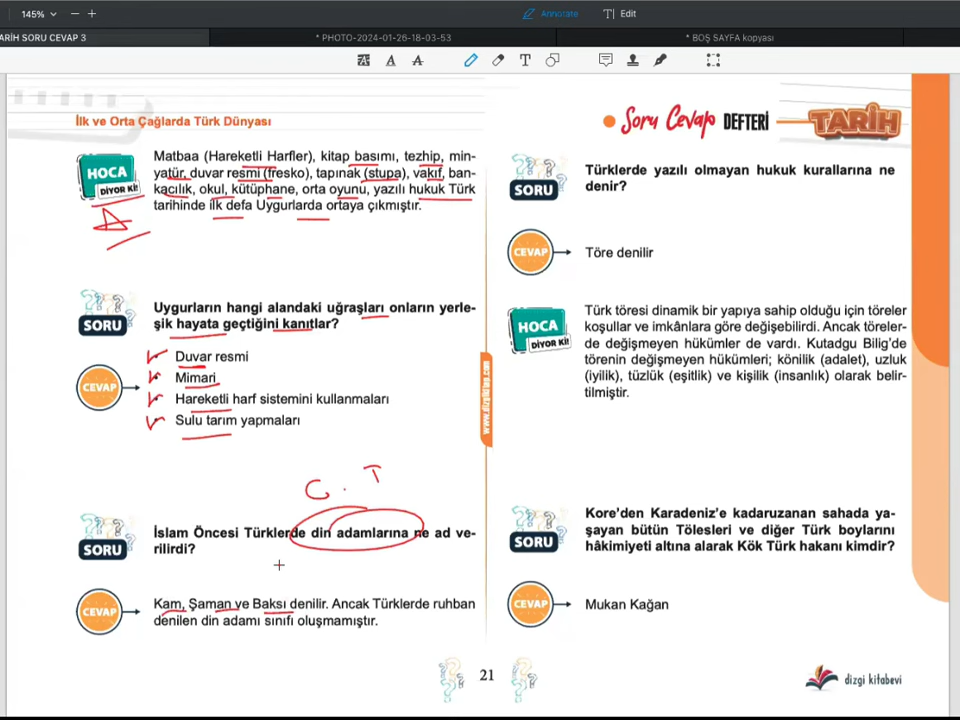 145%
Annotate
Edit
ARİH SORU CEVAP 3
* PHOTO-2024-01-26-18-03-53
* BOŞ SAYFA kopyası
İlk ve Orta Çağlarda Türk Dünyası
HOCA
DİYOR Kİ!
Matbaa (Hareketli Harfler), kitap basımı, tezhip, min-
yatür, duvar resmi (fresko), tapınak (stupa), vakıf, ban-
kacılık, okul, kütüphane, orta oyunu, yazılı hukuk Türk
tarihinde ilk defa Uygurlarda ortaya çıkmıştır.
A
SORU
Uygurların hangi alandaki uğraşları onların yerle-
şik hayata geçtiğini kanıtlar?
CEVAP
Duvar resmi
Mimari
Hareketli harf sistemini kullanmaları
Sulu tarım yapmaları
G . T
SORU
İslam Öncesi Türklerde din adamlarına ne ad ve-
rilirdi?
CEVAP
Kam, Şaman ve Baksı denilir. Ancak Türklerde ruhban
denilen din adamı sınıfı oluşmamıştır.
www.dizgikitap.com
Soru Cevap DEFTERİ
TARİH
SORU
Türklerde yazılı olmayan hukuk kurallarına ne
denir?
CEVAP
Töre denilir
HOCA
DİYOR Kİ!
Türk töresi dinamik bir yapıya sahip olduğu için töreler
koşullar ve imkânlara göre değişebilirdi. Ancak töreler-
de değişmeyen hükümler de vardı. Kutadgu Bilig'de
törenin değişmeyen hükümleri; könilik (adalet), uzluk
(iyilik), tüzlük (eşitlik) ve kişilik (insanlık) olarak belir-
tilmiştir.
SORU
Kore'den Karadeniz'e kadaruzanan sahada ya-
şayan bütün Tölesleri ve diğer Türk boylarını
hâkimiyeti altına alarak Kök Türk hakanı kimdir?
CEVAP
Mukan Kağan
21
dizgi kitabevi